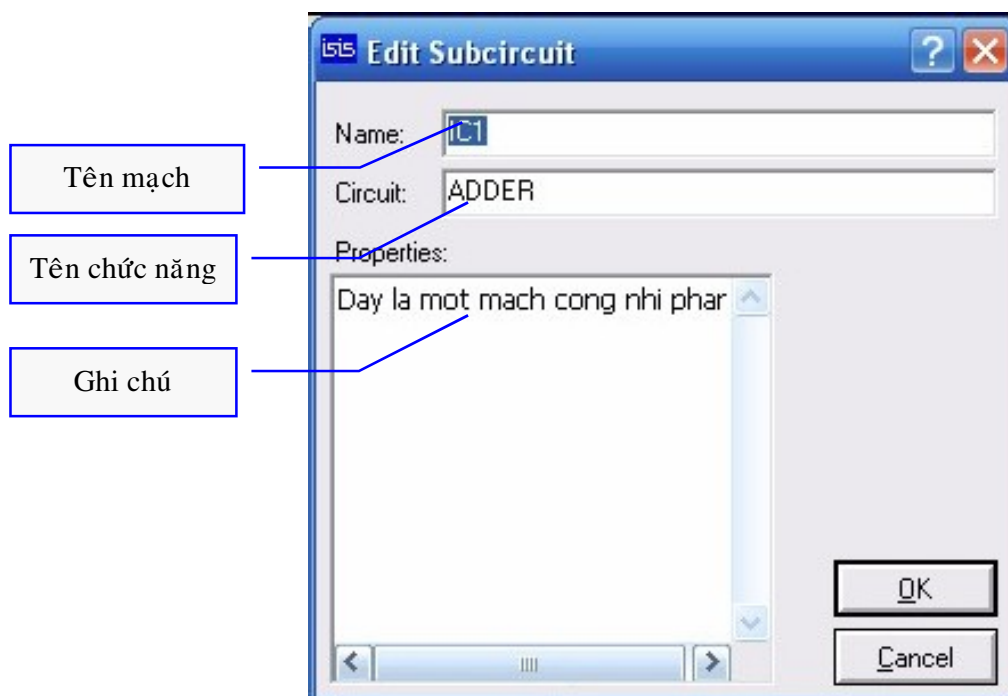 isis Edit Subcircuit
Name: IC1
Tên mạch
Circuit: ADDER
Tên chức năng
Properties:
Day la mot mach cong nhi phar
Ghi chú
OK
Cancel